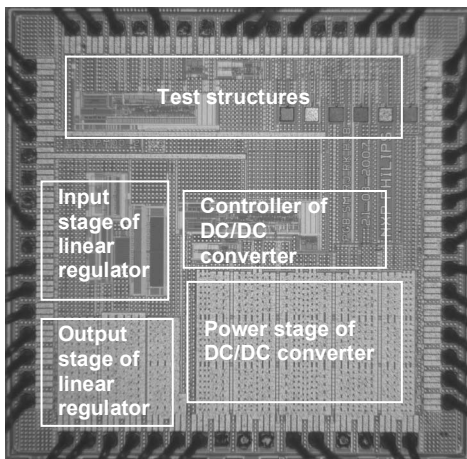 Test structures
Input
stage of
linear
regulator
Controller of
DC/DC
converter
Output
stage of
linear
regulator
Power stage of
DC/DC converter
PHILIPS